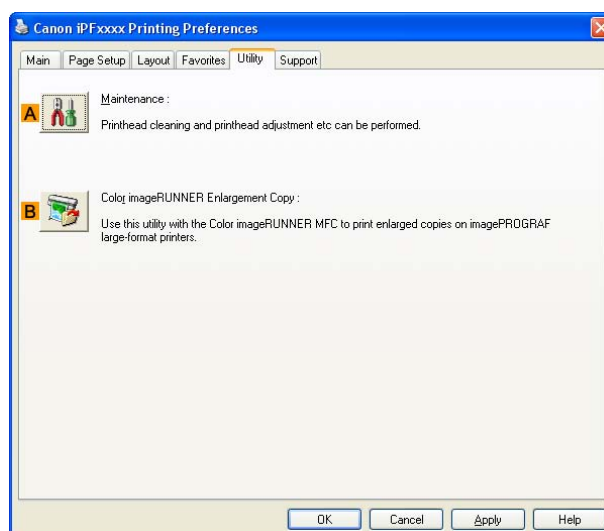 Canon iPFxxxx Printing Preferences
Main Page Setup Layout Favorites Utility Support
A
Maintenance :
Printhead cleaning and printhead adjustment etc can be performed.
B
Color imageRUNNER Enlargement Copy :
Use this utility with the Color imageRUNNER MFC to print enlarged copies on imagePROGRAF
large-format printers.
OK Cancel Apply Help